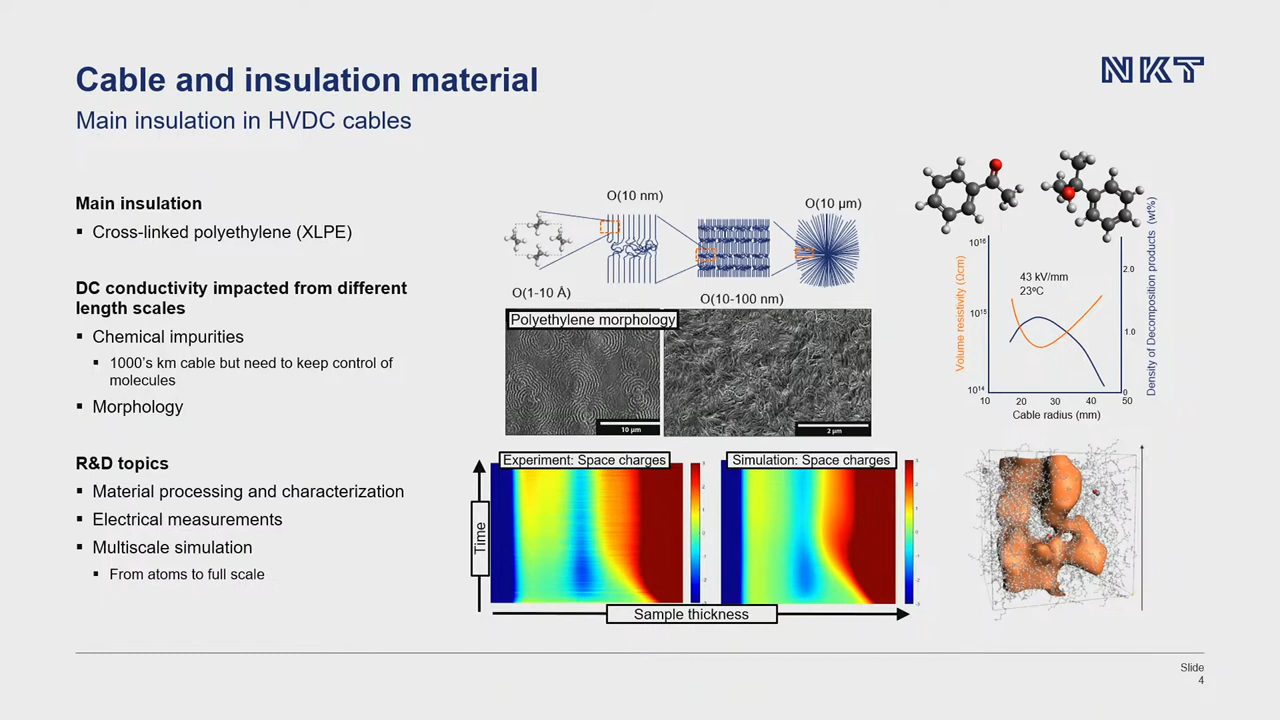 Cable and insulation material
NKT
Main insulation in HVDC cables
Main insulation
▪ Cross-linked polyethylene (XLPE)
DC conductivity impacted from different
length scales
▪ Chemical impurities
▪ 1000's km cable but need to keep control of
molecules
▪ Morphology
R&D topics
▪ Material processing and characterization
▪ Electrical measurements
▪ Multiscale simulation
▪ From atoms to full scale
O(10 nm)
O(10 µm)
O(1-10 Å)
O(10-100 nm)
Polyethylene morphology
10 µm
2 µm
Experiment: Space charges
Simulation: Space charges
Time
Sample thickness
Volume resistivity (Ωcm)
10¹⁶
10¹⁵
10¹⁴
43 kV/mm
23ºC
2.0
1.0
0
Density of Decomposition products (wt%)
10 20 30 40 50
Cable radius (mm)
Slide
4